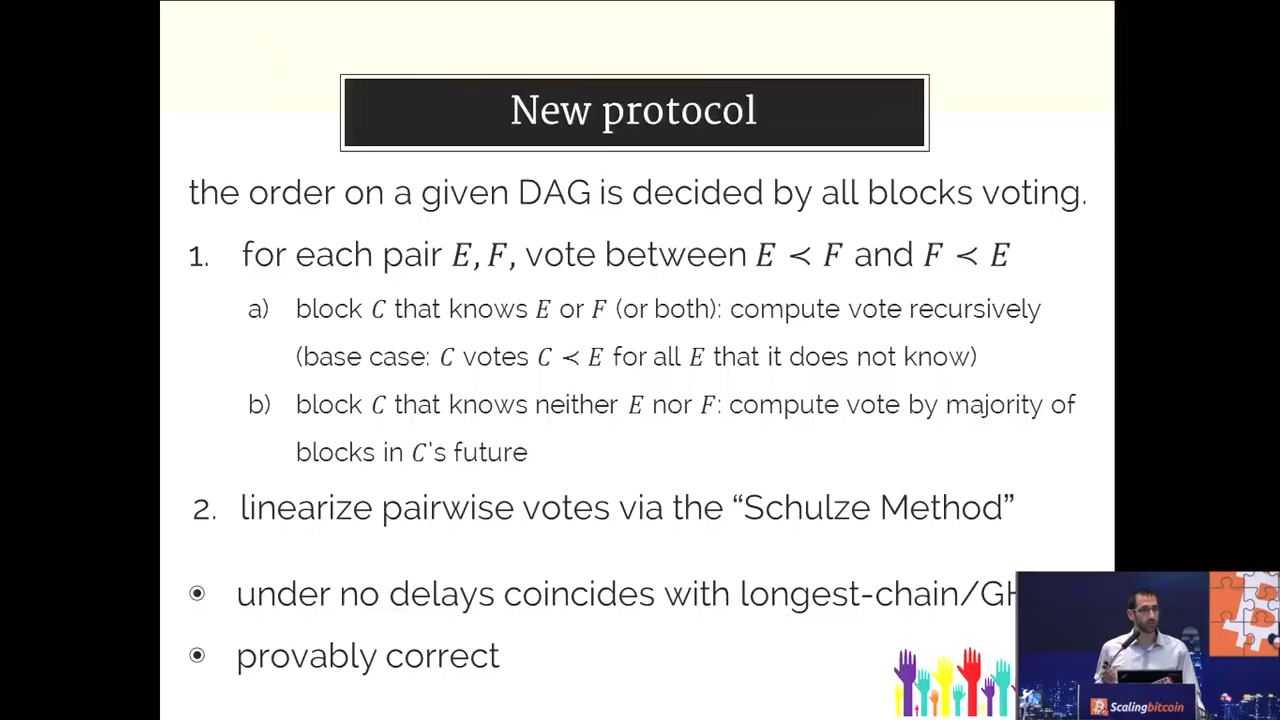 New protocol
the order on a given DAG is decided by all blocks voting.
1. for each pair E, F, vote between E ≺ F and F ≺ E
a) block C that knows E or F (or both): compute vote recursively
(base case: C votes C ≺ E for all E that it does not know)
b) block C that knows neither E nor F: compute vote by majority of
blocks in C's future
2. linearize pairwise votes via the “Schulze Method”
◉ under no delays coincides with longest-chain/GH
◉ provably correct
Scalingbitcoin